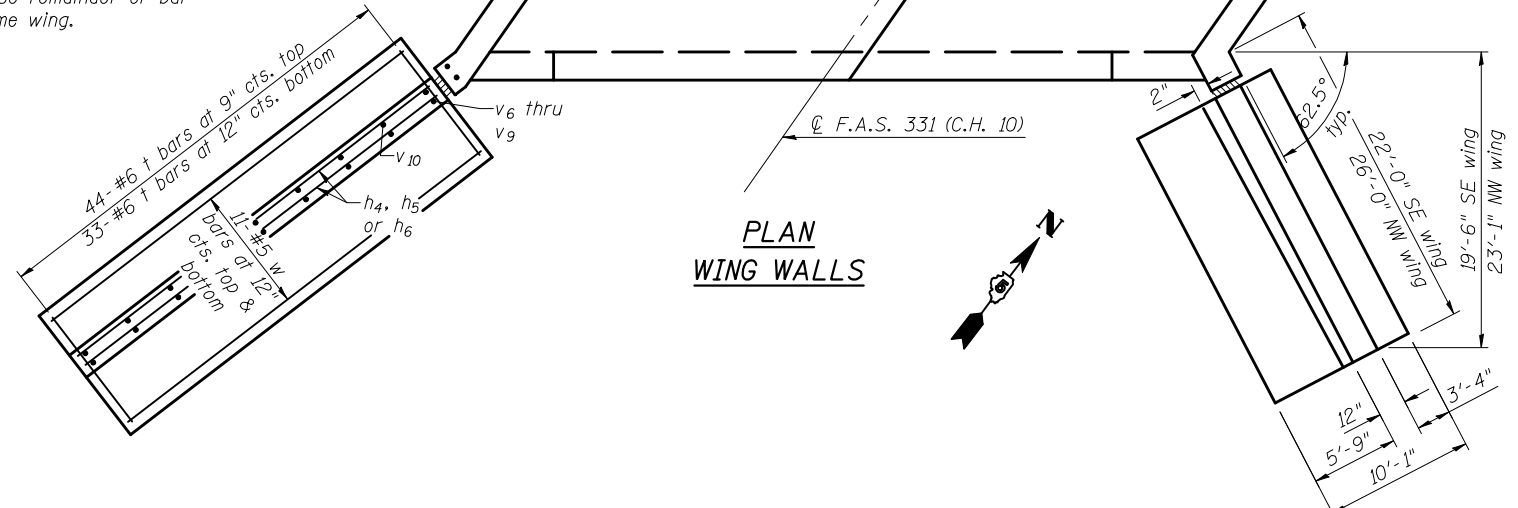 me wing.
44-#6 t bars at 9" cts. top
33-#6 t bars at 12" cts. bottom
v6 thru
v9
v10
h4, h5
or h6
11-#5 w
bars at 12"
cts. top &
bottom
℄ F.A.S. 331 (C.H. 10)
PLAN
WING WALLS
N
2"
62.5°
typ.
22'-0" SE wing
26'-0" NW wing
19'-6" SE wing
23'-1" NW wing
12"
5'-9"
3'-4"
10'-1"